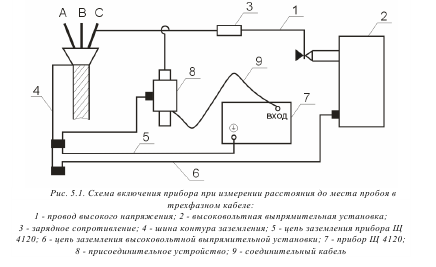 A B C
3
1
2
4
8
9
7
ВХОД
5
6
Рис. 5.1. Схема включения прибора при измерении расстояния до места пробоя в
трехфазном кабеле:
1 - провод высокого напряжения; 2 - высоковольтная выпрямительная установка;
3 - зарядное сопротивление; 4 - шина контура заземления; 5 - цепь заземления прибора Щ
4120; 6 - цепь заземления высоковольтной выпрямительной установки; 7 - прибор Щ 4120;
8 - присоединительное устройство; 9 - соединительный кабель